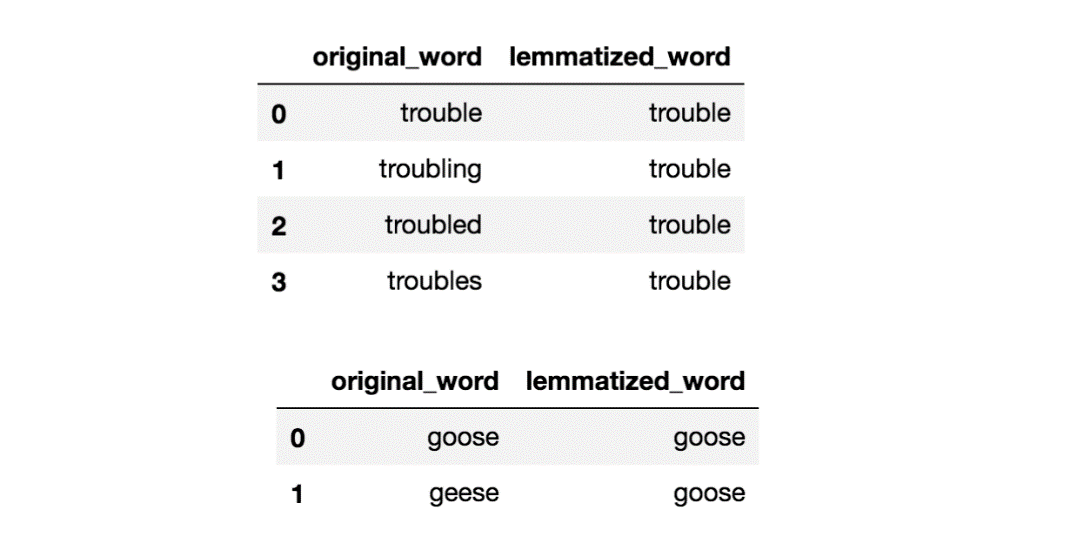 original_word lemmatized_word
0 trouble trouble
1 troubling trouble
2 troubled trouble
3 troubles trouble
original_word lemmatized_word
0 goose goose
1 geese goose